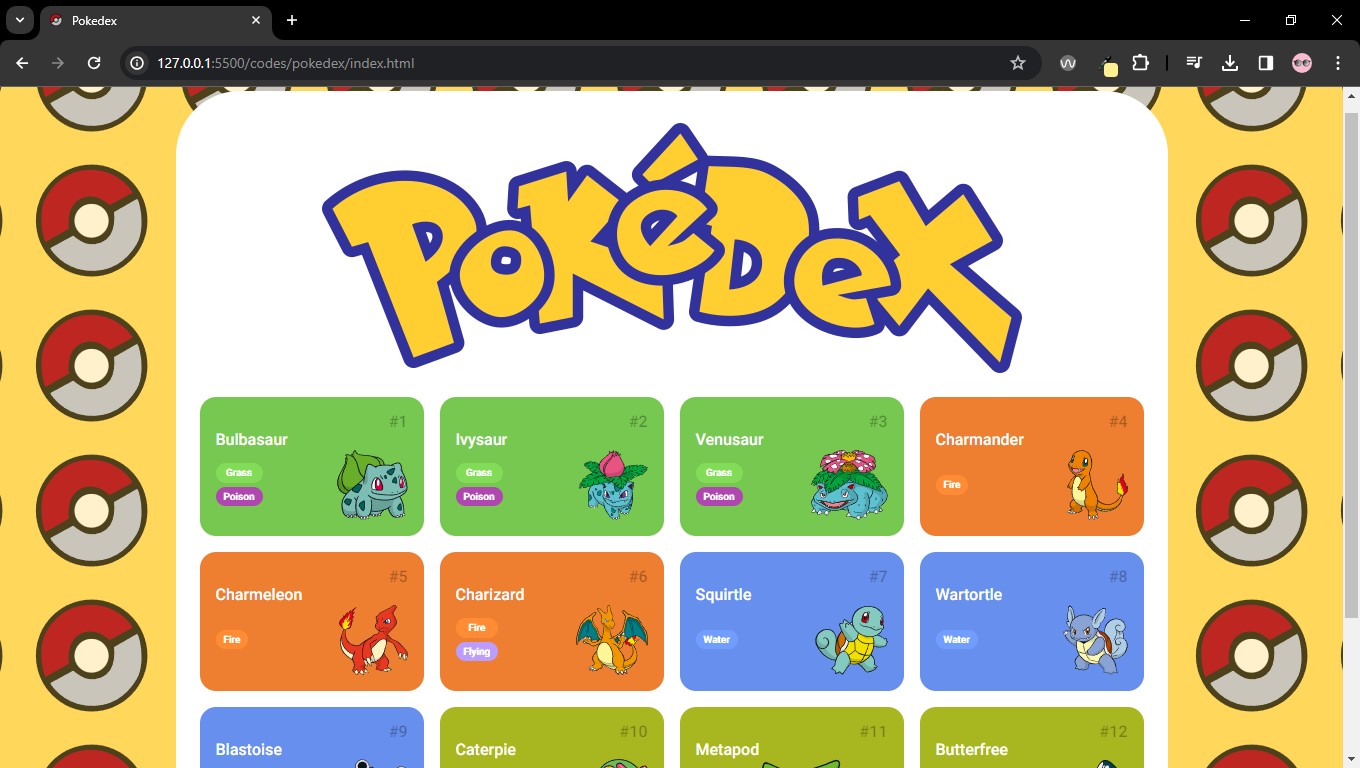 Pokedex
127.0.0.1:5500/codes/pokedex/index.html
PoKéDex
#1
Bulbasaur
Grass
Poison
#2
Ivysaur
Grass
Poison
#3
Venusaur
Grass
Poison
#4
Charmander
Fire
#5
Charmeleon
Fire
#6
Charizard
Fire
Flying
#7
Squirtle
Water
#8
Wartortle
Water
#9
Blastoise
#10
Caterpie
#11
Metapod
#12
Butterfree